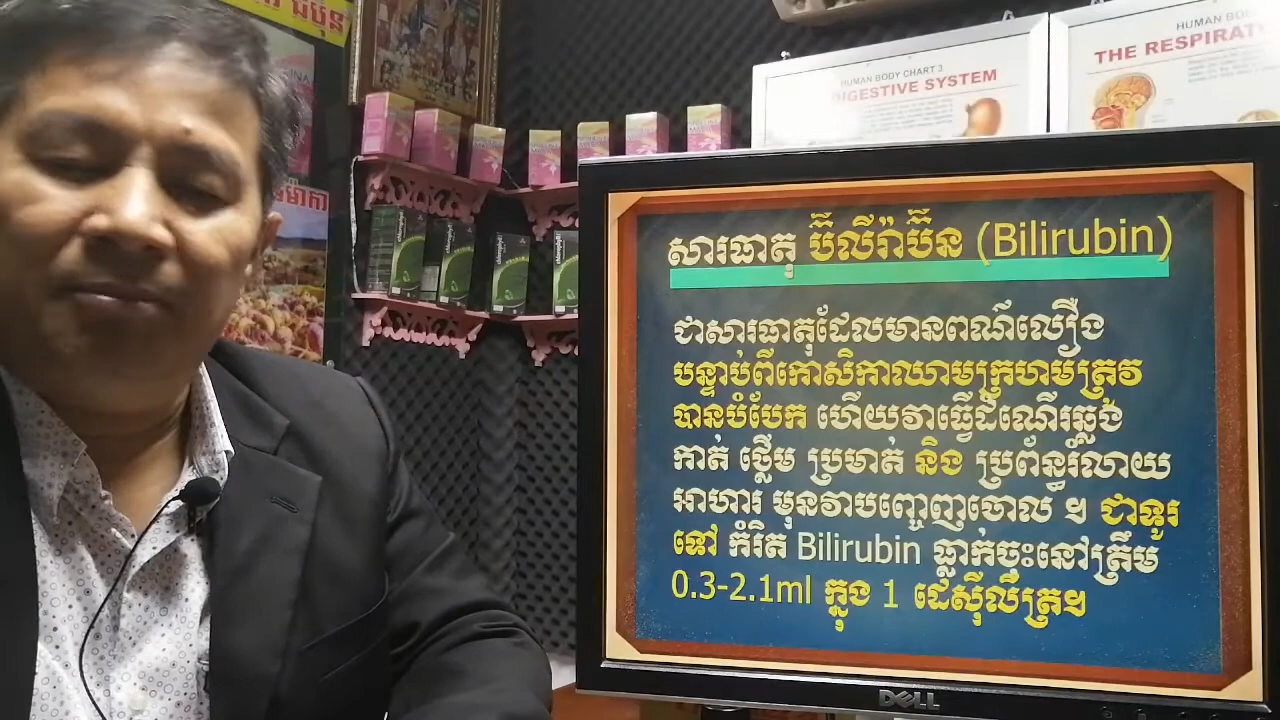 HUMAN BODY CHART 3
DIGESTIVE SYSTEM
HUMAN
THE RESPIRAT
សារធាតុ ប៊ីលីរ៉ាប៊ីន (Bilirubin)
ជាសារធាតុដែលមានពណ៌លឿង
បន្ទាប់ពីកោសិកាឈាមក្រហមត្រូវ
បានបំបែក ហើយវាធ្វើដំណើរឆ្លង
កាត់ ថ្លើម ប្រមាត់ និង ប្រព័ន្ធរំលាយ
អាហារ មុនវាបញ្ចេញចោល ។ ជាទូរ
ទៅ កំរិត Bilirubin ធ្លាក់ចុះនៅត្រឹម
0.3-2.1ml ក្នុង 1 ដេស៊ីលីត្រ។
DELL